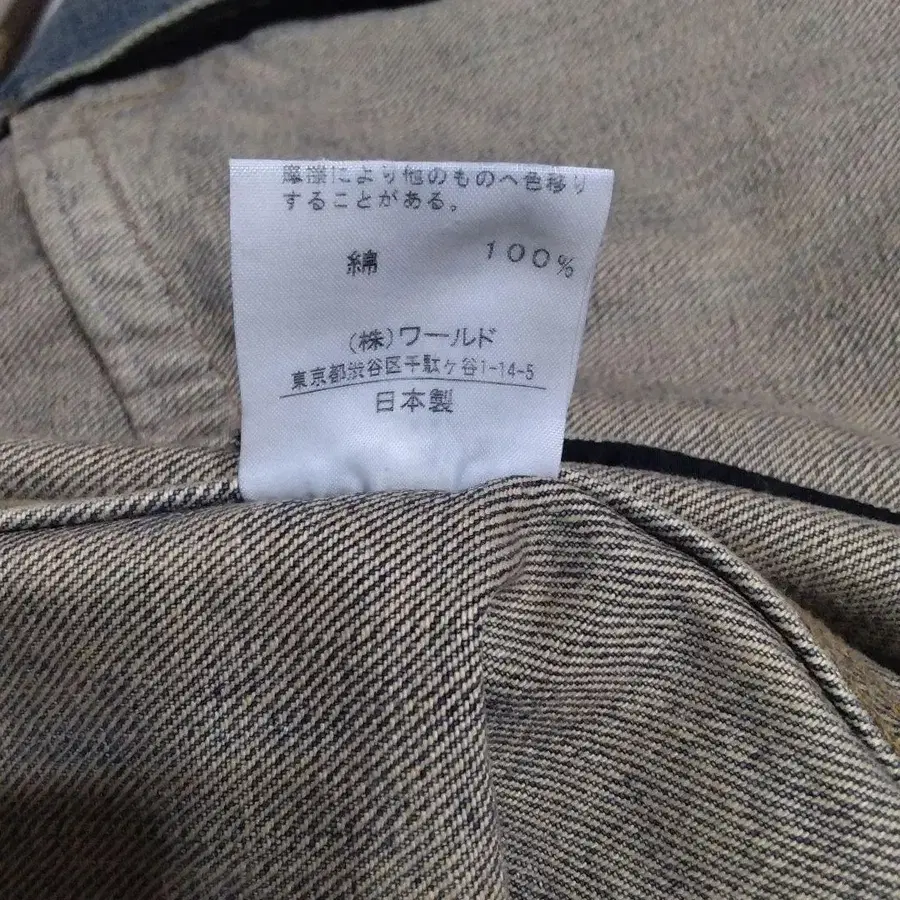 摩擦により他のものへ色移り
することがある。
綿 100%
(株)ワールド
東京都渋谷区千駄ヶ谷1-14-5
日本製